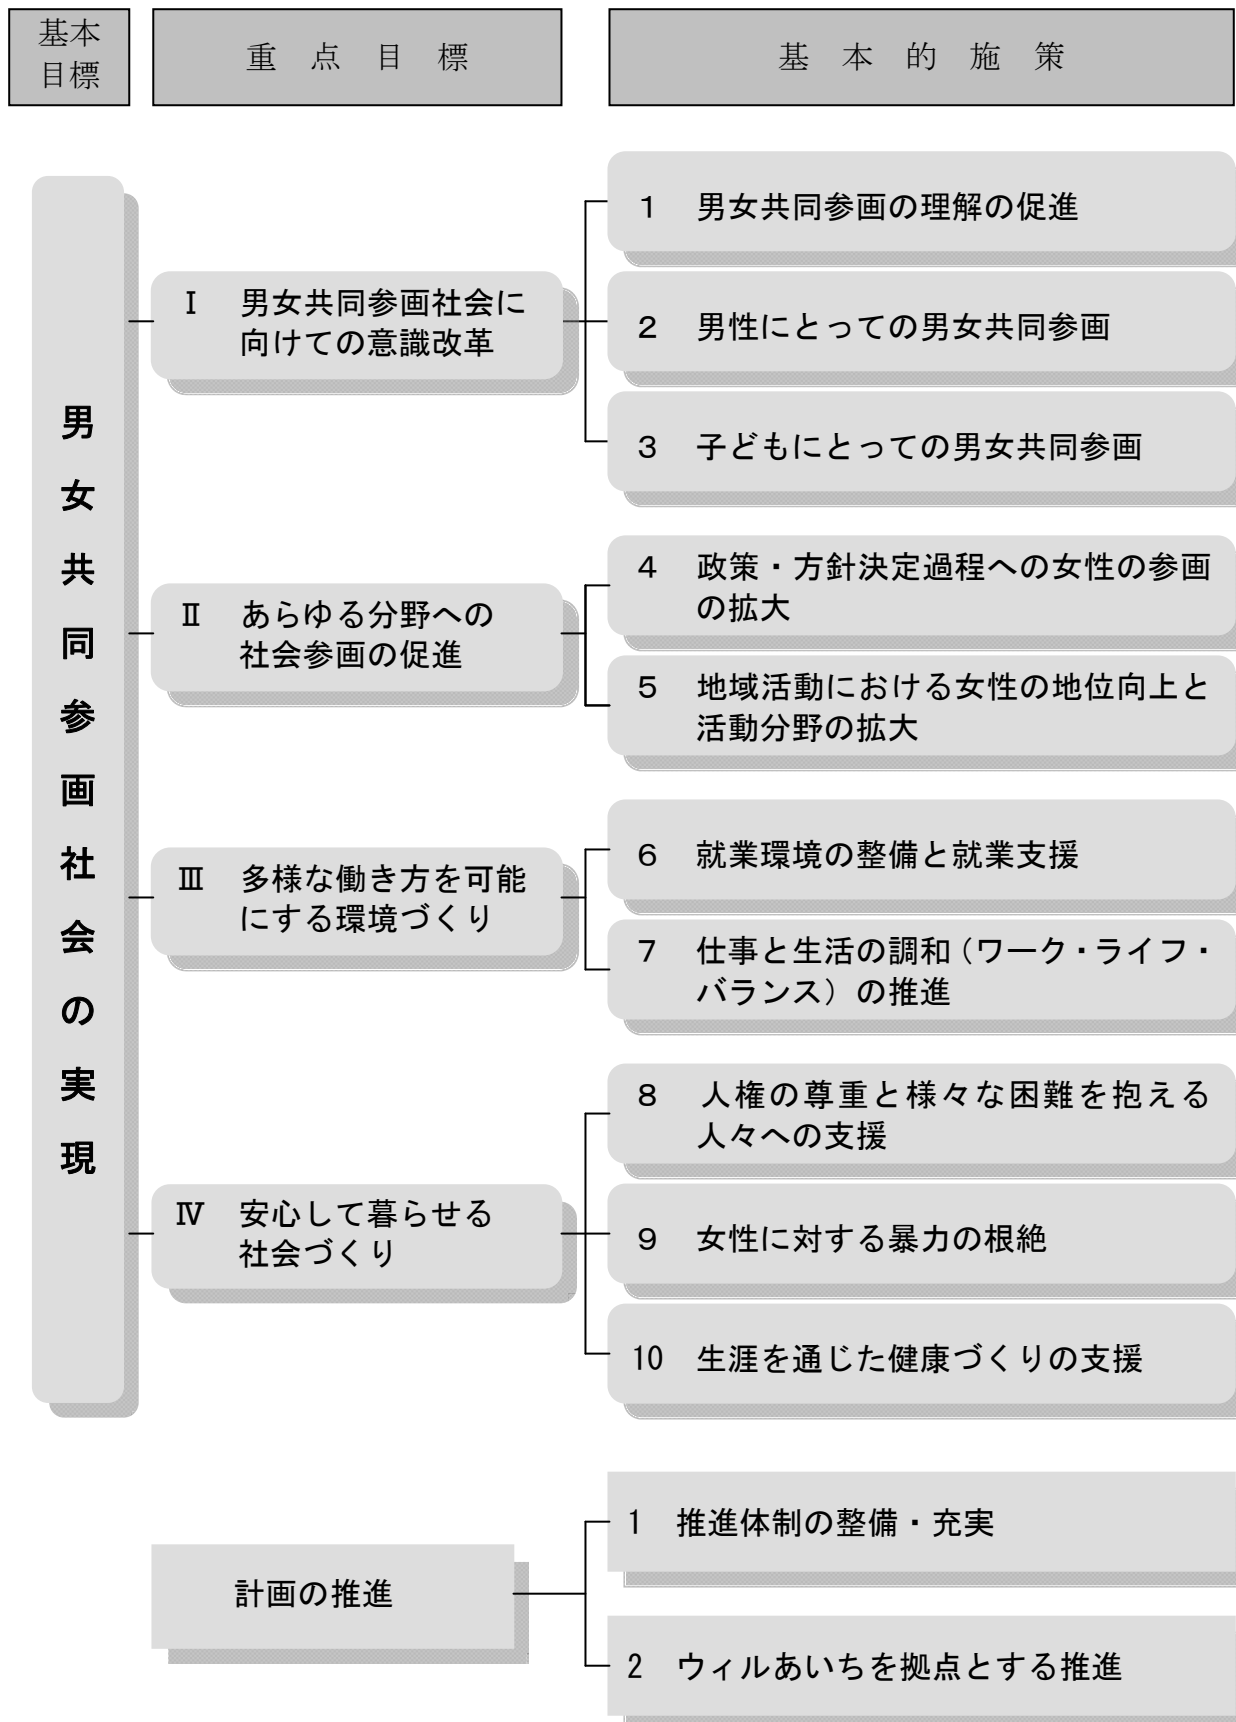 基本
目標
重点目標
基本的施策
男女共同参画社会の実現
Ⅰ 男女共同参画社会に
向けての意識改革
1 男女共同参画の理解の促進
2 男性にとっての男女共同参画
3 子どもにとっての男女共同参画
Ⅱ あらゆる分野への
社会参画の促進
4 政策・方針決定過程への女性の参画
の拡大
5 地域活動における女性の地位向上と
活動分野の拡大
Ⅲ 多様な働き方を可能
にする環境づくり
6 就業環境の整備と就業支援
7 仕事と生活の調和（ワーク・ライフ・
バランス）の推進
Ⅳ 安心して暮らせる
社会づくり
8 人権の尊重と様々な困難を抱える
人々への支援
9 女性に対する暴力の根絶
10 生涯を通じた健康づくりの支援
計画の推進
1 推進体制の整備・充実
2 ウィルあいちを拠点とする推進